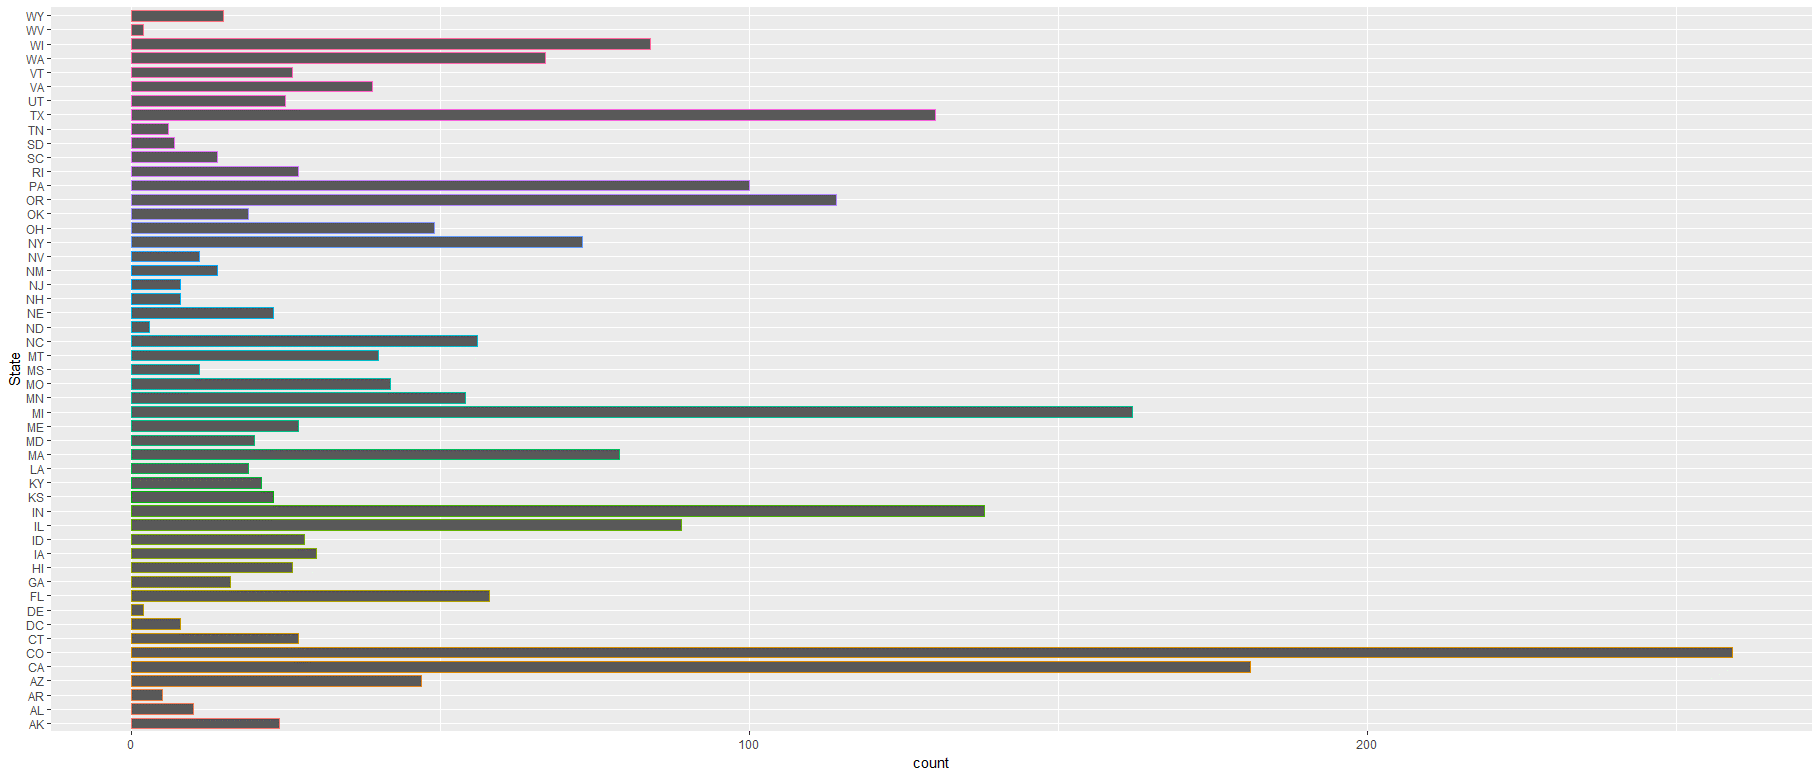 WY
WV
WI
WA
VT
VA
UT
TX
TN
SD
SC
RI
PA
OR
OK
OH
NY
NV
NM
NJ
NH
NE
ND
NC
MT
MS
MO
MN
MI
ME
MD
MA
LA
KY
KS
IN
IL
ID
IA
HI
GA
FL
DE
DC
CT
CO
CA
AZ
AR
AL
AK
State
0
100
200
count